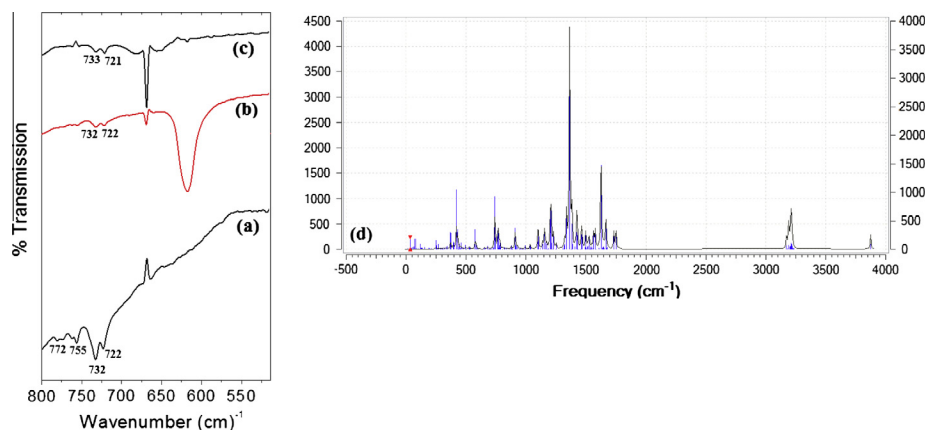 (c)
733 721
(b)
732 722
(a)
772 755 732 722
% Transmission
800 750 700 650 600 550
Wavenumber (cm)-1
4500 4000
4000 3500
3500 3000
3000 2500
2500 2000
2000 1500
1500 1000
1000 500
500 0
0
(d)
-500 0 500 1000 1500 2000 2500 3000 3500 4000
Frequency (cm-1)